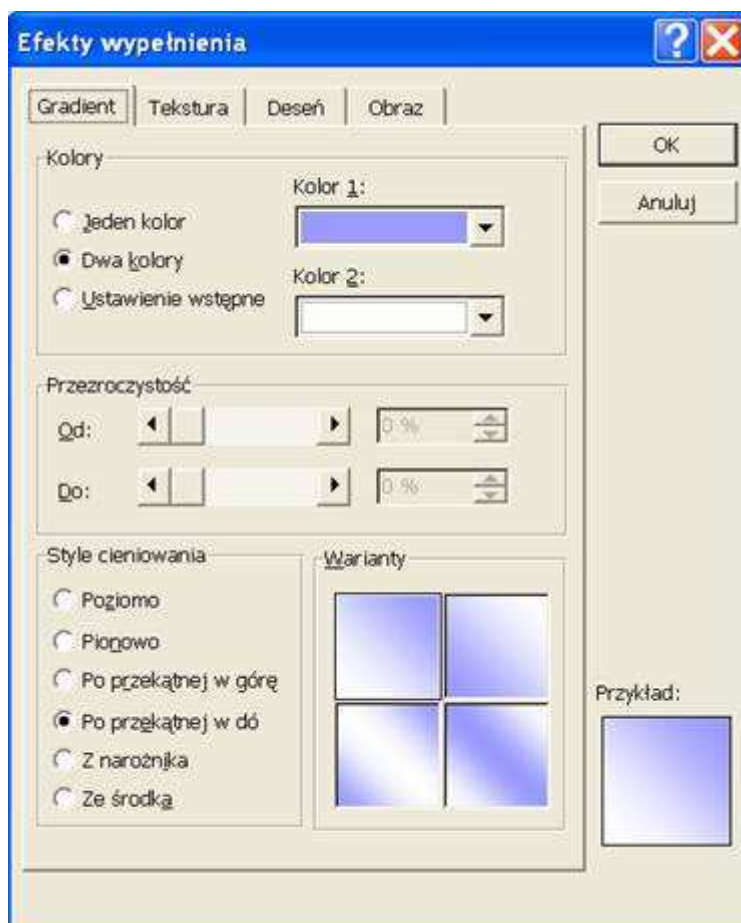 Efekty wypełnienia
Gradient Tekstura Deseń Obraz
OK
Anuluj
Kolory
Kolor 1:
Jeden kolor
Dwa kolory
Kolor 2:
Ustawienie wstępne
Przezroczystość
Od: 0 %
Do: 0 %
Style cieniowania
Warianty
Poziomo
Pionowo
Po przekątnej w górę
Po przekątnej w dó
Z narożnika
Ze środka
Przykład: